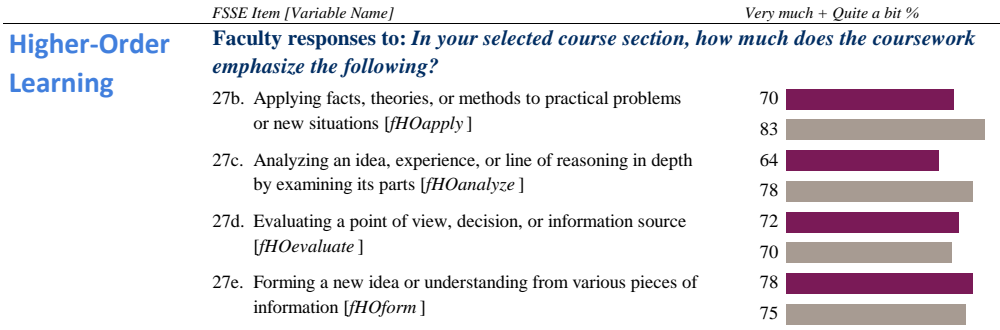 FSSE Item [Variable Name] Very much + Quite a bit %
Higher-Order
Learning
Faculty responses to: In your selected course section, how much does the coursework
emphasize the following?
27b. Applying facts, theories, or methods to practical problems
or new situations [fHOapply]
70
83
27c. Analyzing an idea, experience, or line of reasoning in depth
by examining its parts [fHOanalyze]
64
78
27d. Evaluating a point of view, decision, or information source
[fHOevaluate]
72
70
27e. Forming a new idea or understanding from various pieces of
information [fHOform]
78
75